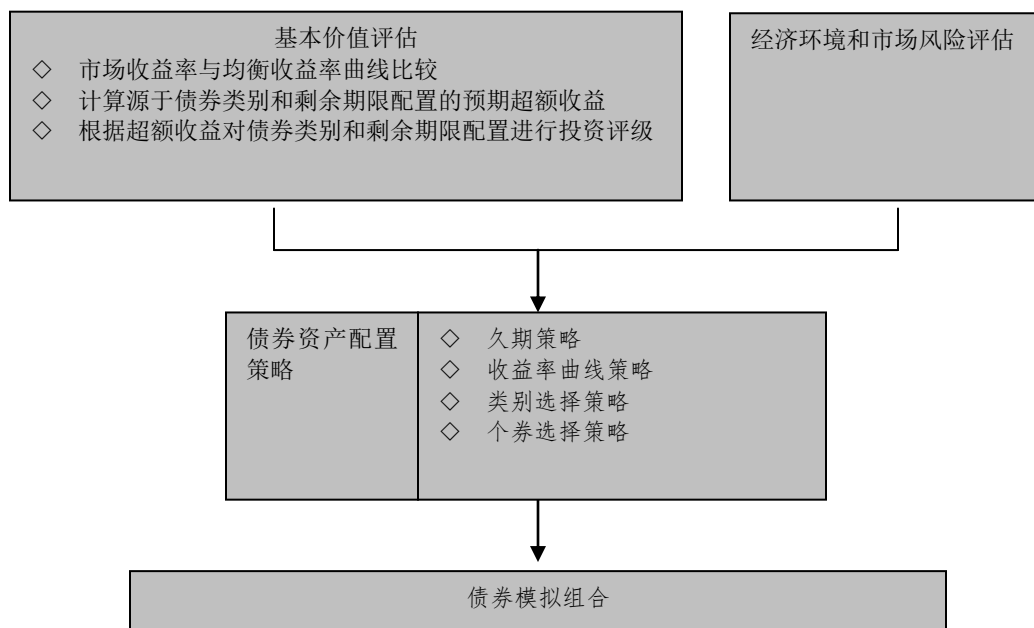 基本价值评估
◇ 市场收益率与均衡收益率曲线比较
◇ 计算源于债券类别和剩余期限配置的预期超额收益
◇ 根据超额收益对债券类别和剩余期限配置进行投资评级
经济环境和市场风险评估
债券资产配置
策略
◇ 久期策略
◇ 收益率曲线策略
◇ 类别选择策略
◇ 个券选择策略
债券模拟组合